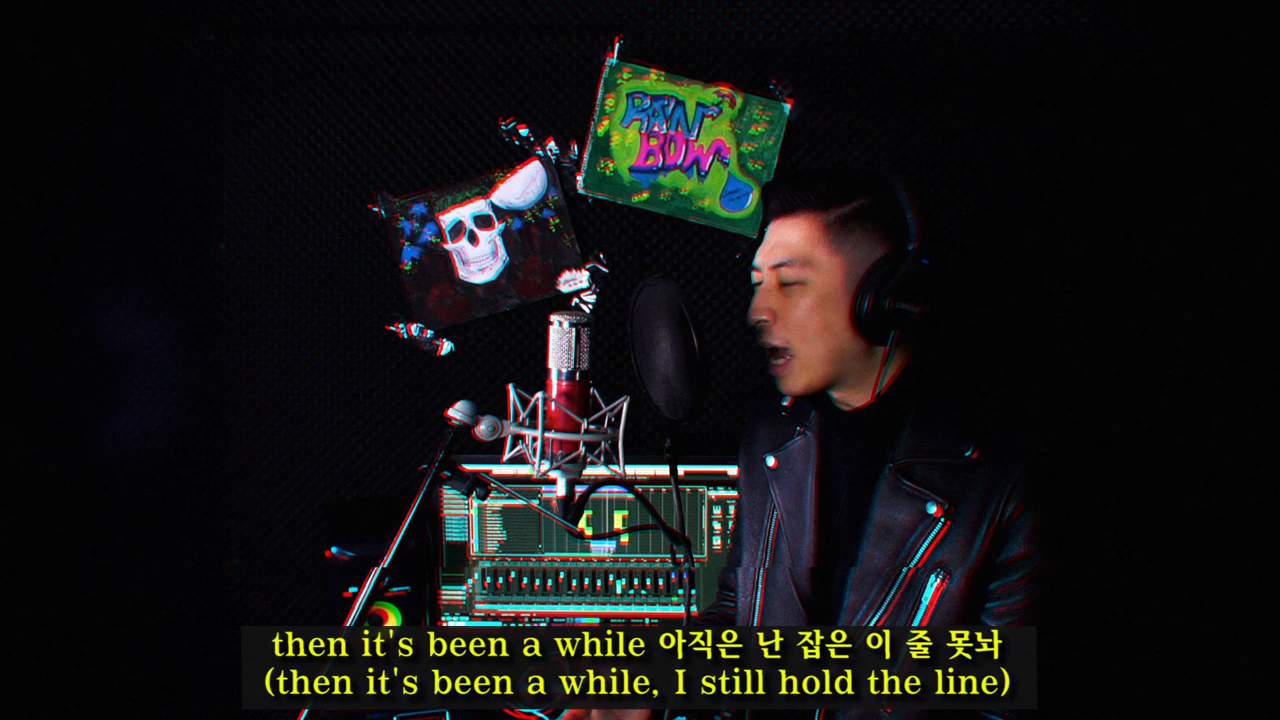 RAIN
BOW
then it's been a while 아직은 난 잡은 이 줄 못놔
(then it's been a while, I still hold the line)